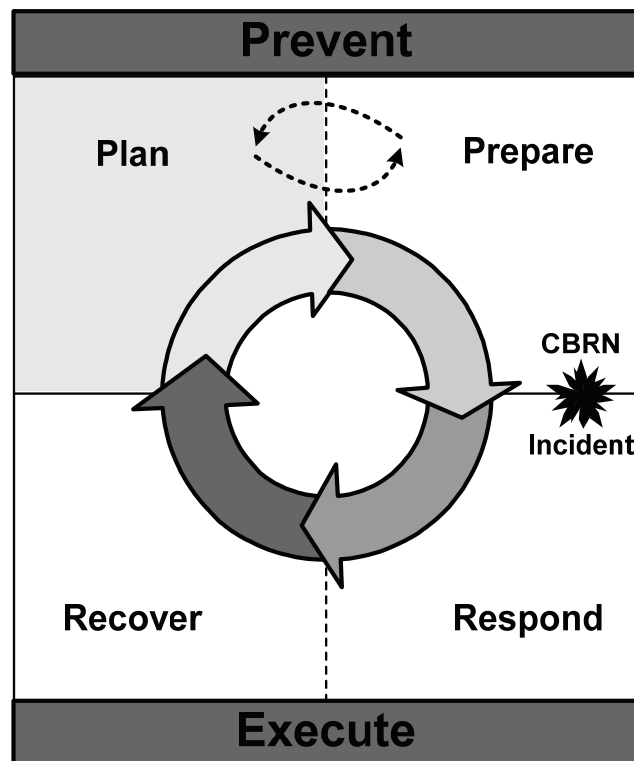 Prevent
Plan
Prepare
CBRN
Incident
Recover
Respond
Execute